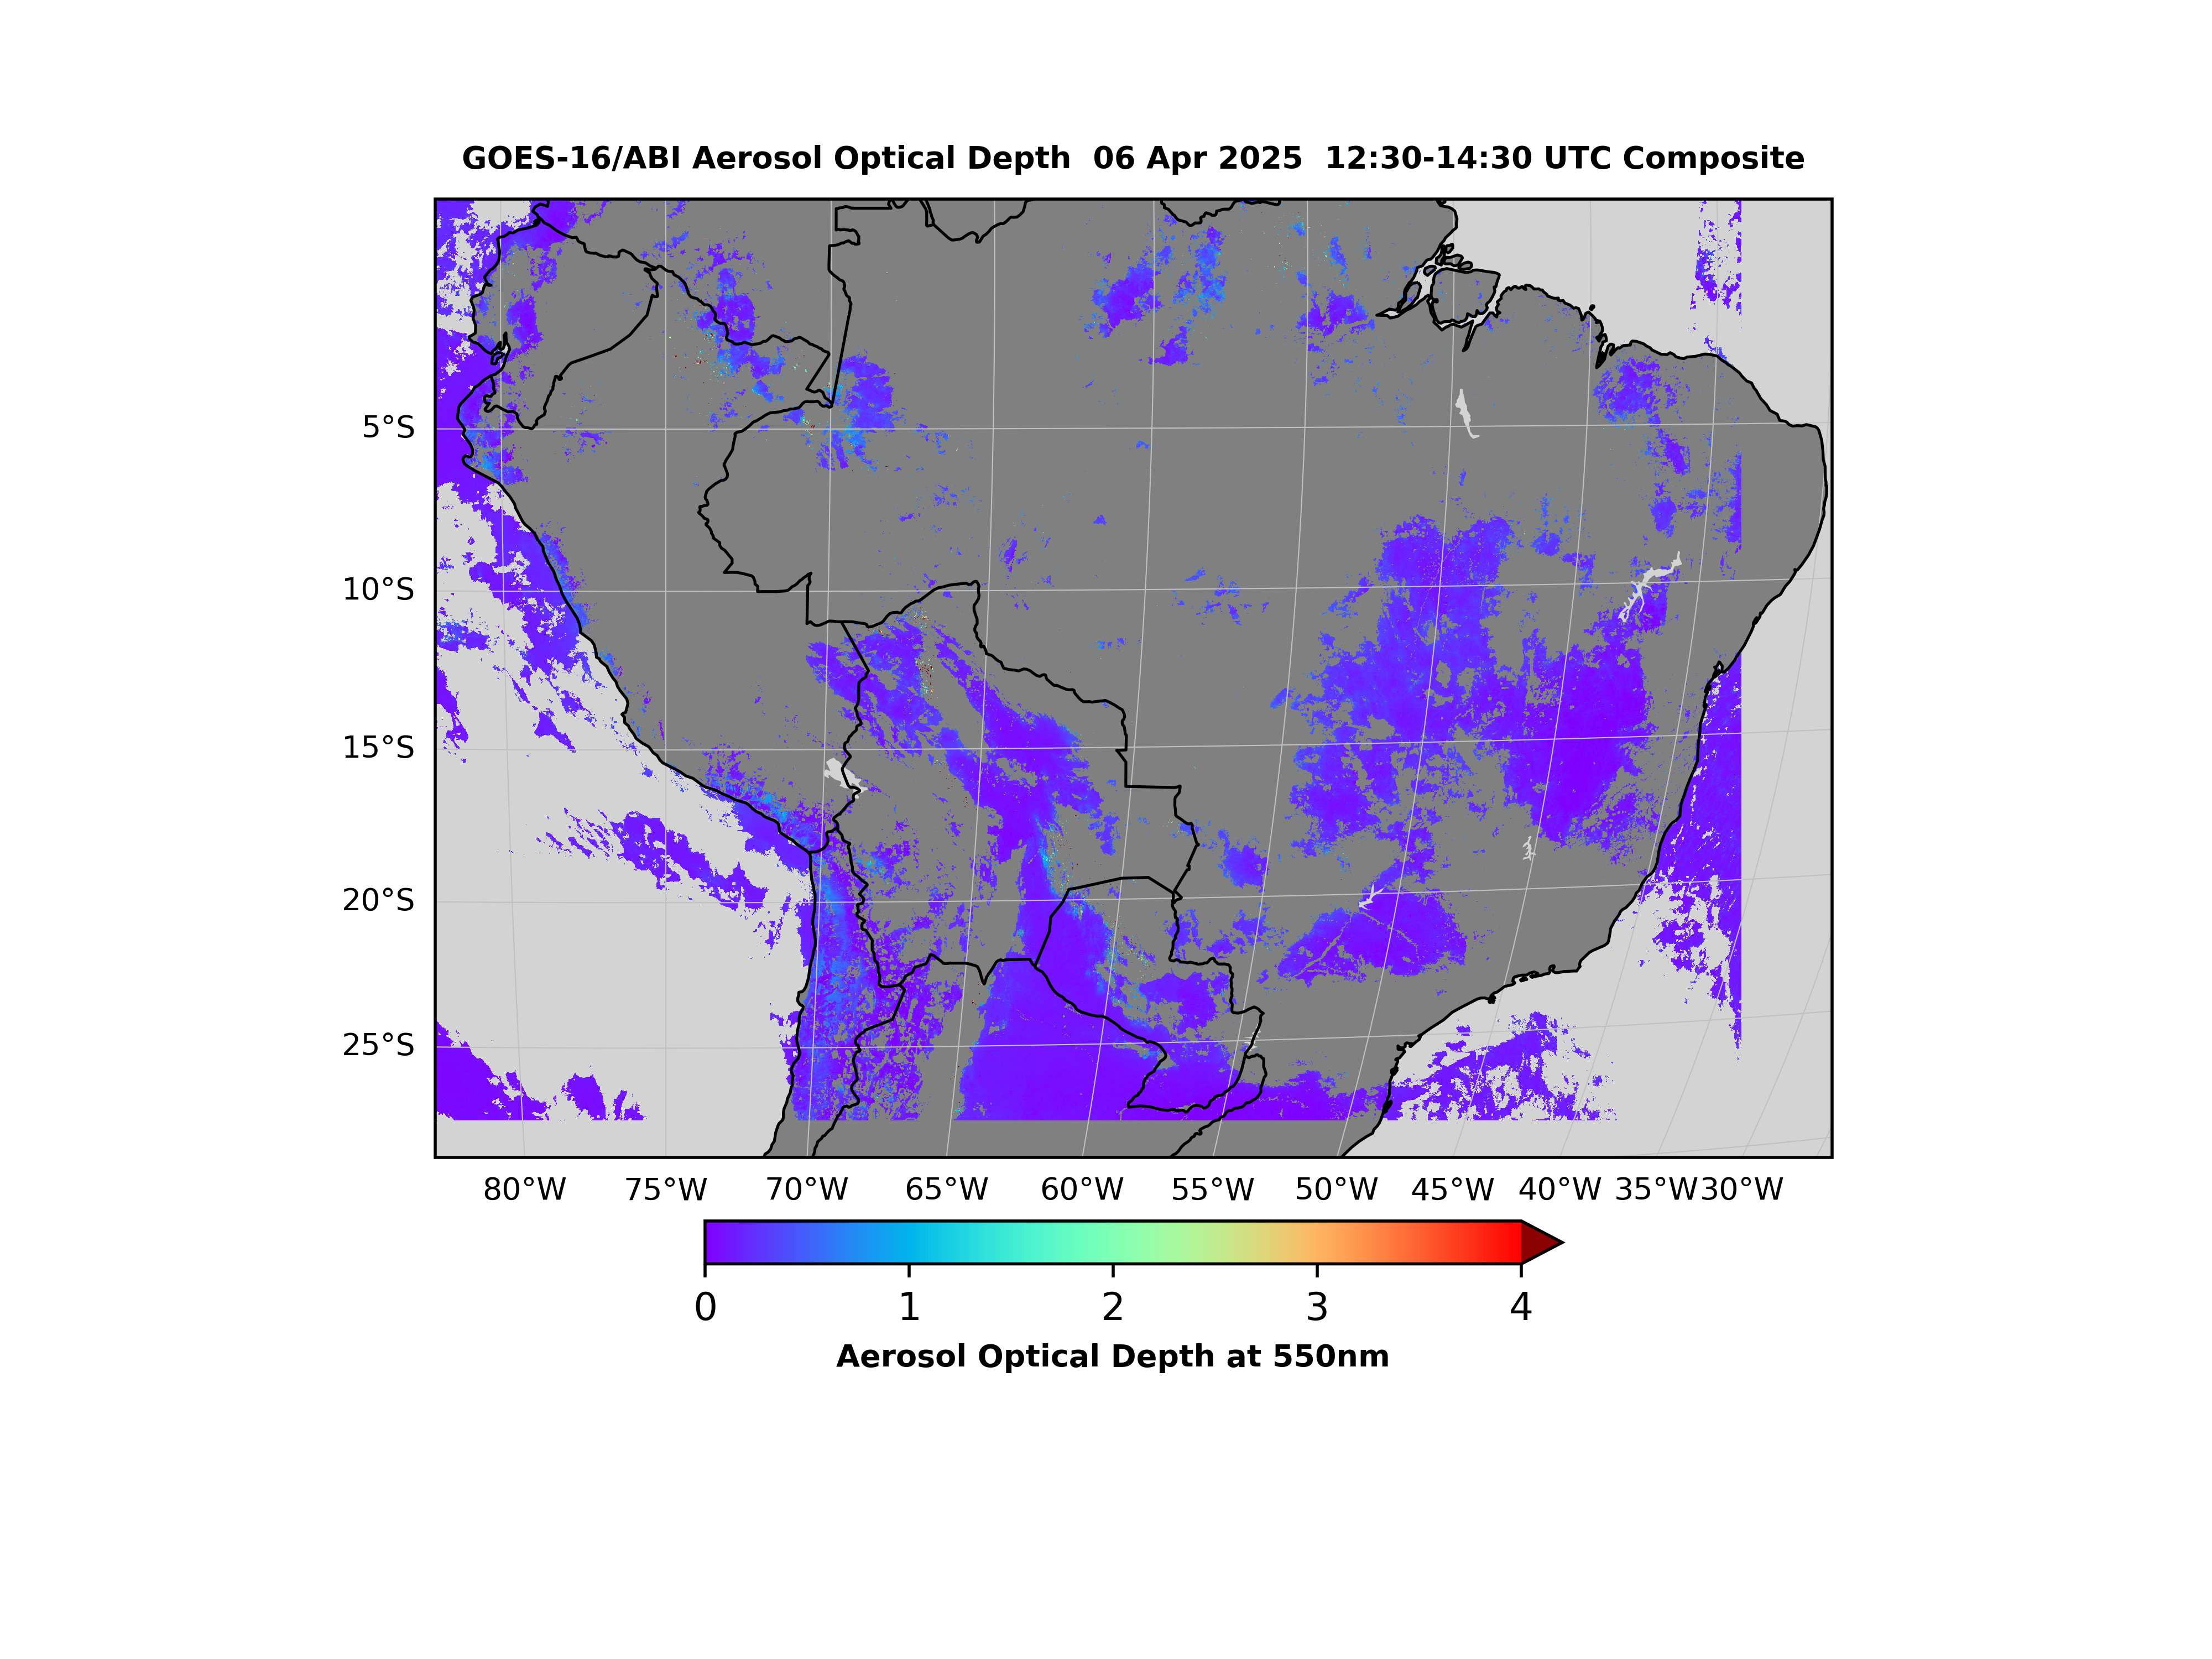 GOES-16/ABI Aerosol Optical Depth  06 Apr 2025  12:30-14:30 UTC Composite
5°S
10°S
15°S
20°S
25°S
80°W 75°W 70°W 65°W 60°W 55°W 50°W 45°W 40°W 35°W 30°W
0 1 2 3 4
Aerosol Optical Depth at 550nm